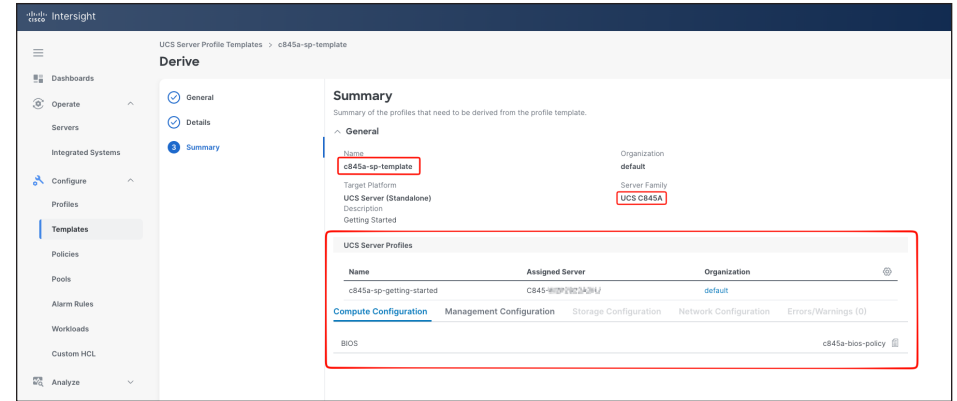 cisco Intersight
UCS Server Profile Templates > c845a-sp-template
Derive
Dashboards
Operate
Servers
Integrated Systems
Configure
Profiles
Templates
Policies
Pools
Alarm Rules
Workloads
Custom HCL
Analyze
General
Details
3 Summary
Summary
Summary of the profiles that need to be derived from the profile template.
General
Name
c845a-sp-template
Organization
default
Target Platform
UCS Server (Standalone)
Server Family
UCS C845A
Description
Getting Started
UCS Server Profiles
Name Assigned Server Organization
c845a-sp-getting-started C845- default
Compute Configuration Management Configuration Storage Configuration Network Configuration Errors/Warnings (0)
BIOS c845a-bios-policy